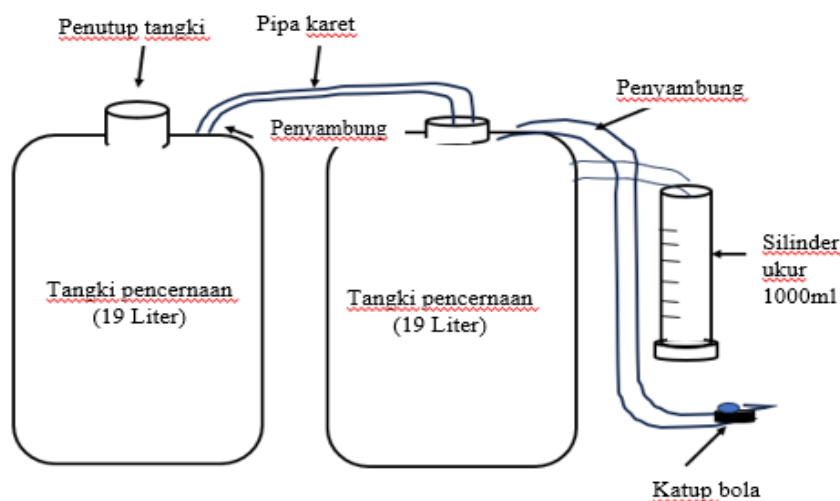 Penutup tangki
Pipa karet
Penyambung
Penyambung
Tangki pencernaan
(19 Liter)
Tangki pencernaan
(19 Liter)
Silinder
ukur
1000ml
Katup bola